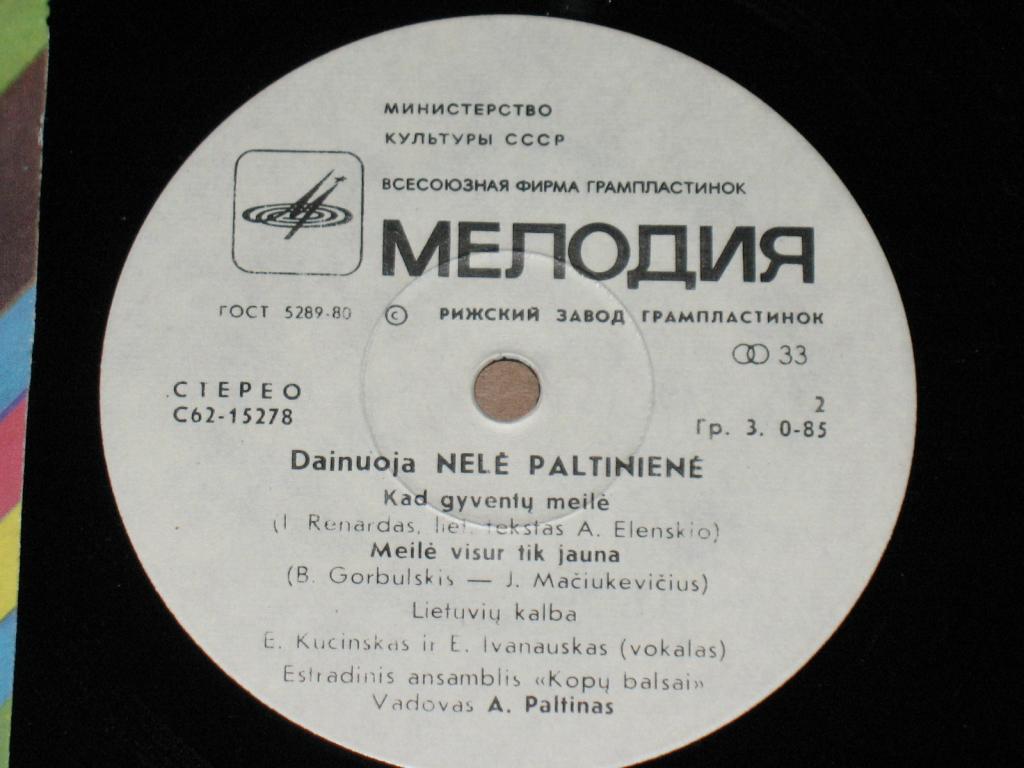 МИНИСТЕРСТВО
КУЛЬТУРЫ СССР
ВСЕСОЮЗНАЯ ФИРМА ГРАМПЛАСТИНОК
МЕЛОДИЯ
ГОСТ 5289-80 © РИЖСКИЙ ЗАВОД ГРАМПЛАСТИНОК
33
СТЕРЕО
С62-15278
2
Гр. 3. 0-85
Dainuoja NELĖ PALTINIENĖ
Kad gyventų meilė
(I. Renardas, liet. tekstas A. Elenskio)
Meilė visur tik jauna
(B. Gorbulskis — J. Mačiukevičius)
Lietuvių kalba
E. Kucinskas ir E. Ivanauskas (vokalas)
Estradinis ansamblis «Kopų balsai»
Vadovas A. Paltinas